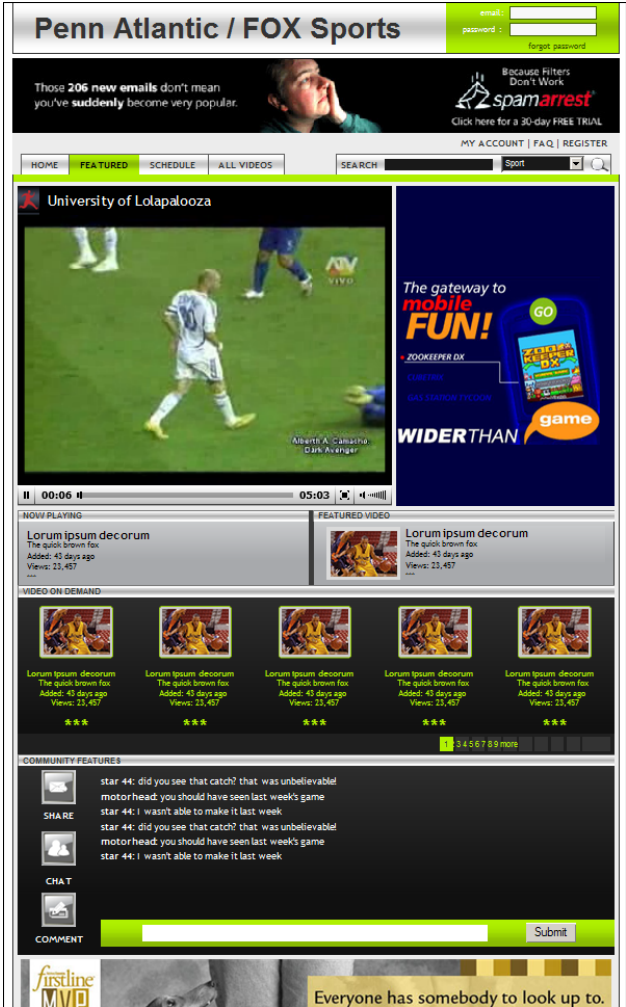 Penn Atlantic / FOX Sports
email :
password :
forgot password
Those 206 new emails don't mean
you've suddenly become very popular.
Because Filters
Don't Work
spamarrest
Click here for a 30-day FREE TRIAL
MY ACCOUNT | FAQ | REGISTER
HOME FEATURED SCHEDULE ALL VIDEOS SEARCH Sport
University of Lolapalooza
ATV
VIVO
10
Alberth A. Camacho
Dark Avenger
00:06 05:03
The gateway to
mobile
FUN!
GO
ZOOKEEPER DX
ZOO
KEEPER
DX
GAS STATION TYCOON
game
WIDERTHAN
NOW PLAYING
Lorum ipsum decorum
The quick brown fox
Added: 43 days ago
Views: 23,457
***
FEATURED VIDEO
Lorum ipsum decorum
The quick brown fox
Added: 43 days ago
Views: 23,457
***
VIDEO ON DEMAND
Lorum ipsum decorum Lorum ipsum decorum Lorum ipsum decorum Lorum ipsum decorum Lorum ipsum decorum
The quick brown fox The quick brown fox The quick brown fox The quick brown fox The quick brown fox
Added: 43 days ago Added: 43 days ago Added: 43 days ago Added: 43 days ago Added: 43 days ago
Views: 23,457 Views: 23,457 Views: 23,457 Views: 23,457 Views: 23,457
*** *** *** *** ***
1 2 3 4 5 6 7 8 9 more
COMMUNITY FEATURES
SHARE
CHAT
COMMENT
star 44: did you see that catch? that was unbelievable!
motorhead: you should have seen last week's game
star 44: I wasn't able to make it last week
star 44: did you see that catch? that was unbelievable!
motorhead: you should have seen last week's game
star 44: I wasn't able to make it last week
Submit
firstline
MVP
Everyone has somebody to look up to.